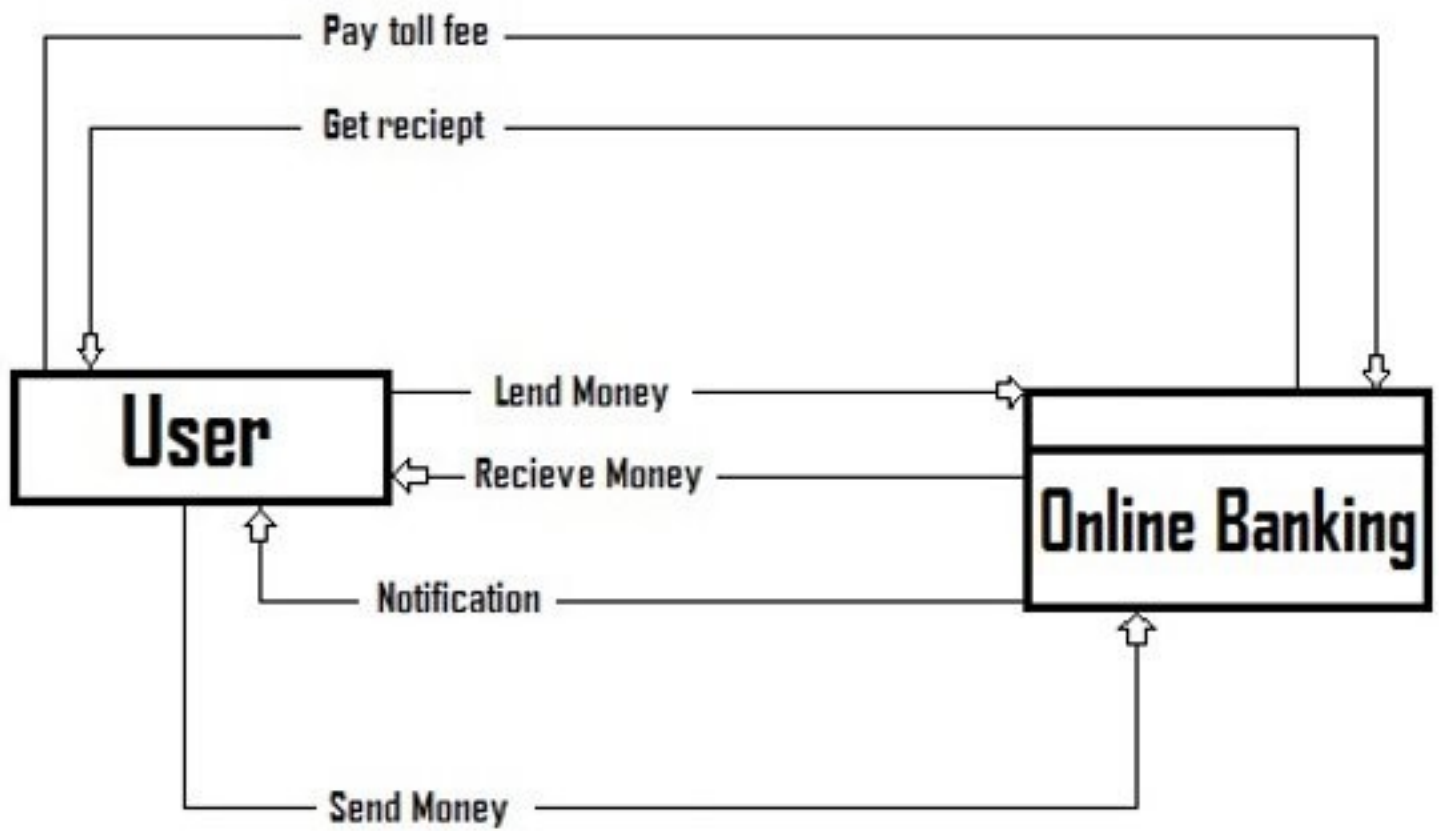 Pay toll fee
Get reciept
Lend Money
User
Recieve Money
Online Banking
Notification
Send Money